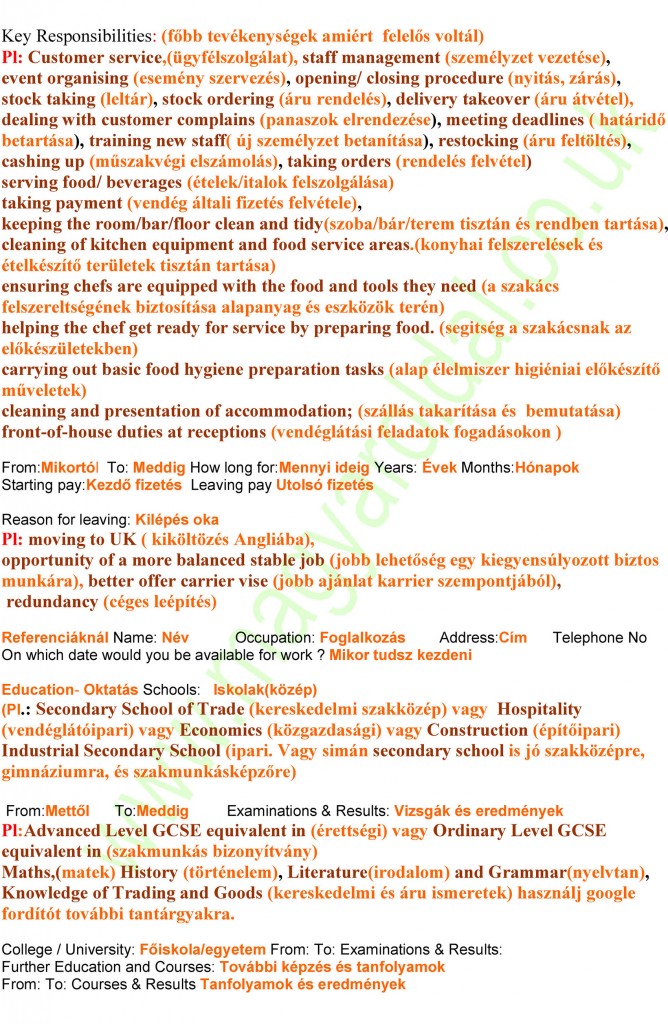 Key Responsibilities: (főbb tevékenységek amiért  felelős voltál)
Pl: Customer service,(ügyfélszolgálat), staff management (személyzet vezetése),
event organising (esemény szervezés), opening/ closing procedure (nyitás, zárás),
stock taking (leltár), stock ordering (áru rendelés), delivery takeover (áru átvétel),
dealing with customer complains (panaszok elrendezése), meeting deadlines ( határidő
betartása), training new staff( új személyzet betanítása), restocking (áru feltöltés),
cashing up (műszakvégi elszámolás), taking orders (rendelés felvétel)
serving food/ beverages (ételek/italok felszolgálása)
taking payment (vendég általi fizetés felvétele),
keeping the room/bar/floor clean and tidy(szoba/bár/terem tisztán és rendben tartása),
cleaning of kitchen equipment and food service areas.(konyhai felszerelések és
ételkészítő területek tisztán tartása)
ensuring chefs are equipped with the food and tools they need (a szakács
felszereltségének biztosítása alapanyag és eszközök terén)
helping the chef get ready for service by preparing food. (segitség a szakácsnak az
előkészületekben)
carrying out basic food hygiene preparation tasks (alap élelmiszer higiéniai előkészítő
műveletek)
cleaning and presentation of accommodation; (szállás takarítása és  bemutatása)
front-of-house duties at receptions (vendéglátási feladatok fogadásokon )
From:Mikortól  To: Meddig How long for:Mennyi ideig Years: Évek Months:Hónapok
Starting pay:Kezdő fizetés  Leaving pay Utolsó fizetés
Reason for leaving: Kilépés oka
Pl: moving to UK ( kiköltözés Angliába),
opportunity of a more balanced stable job (jobb lehetőség egy kiegyensúlyozott biztos
munkára), better offer carrier vise (jobb ajánlat karrier szempontjából),
redundancy (céges leépítés)
Referenciáknál Name: Név Occupation: Foglalkozás Address:Cím Telephone No
On which date would you be available for work ? Mikor tudsz kezdeni
Education- Oktatás Schools: Iskolak(közép)
(Pl.: Secondary School of Trade (kereskedelmi szakközép) vagy  Hospitality
(vendéglátóipari) vagy Economics (közgazdasági) vagy Construction (építőipari)
Industrial Secondary School (ipari. Vagy simán secondary school is jó szakközépre,
gimnáziumra, és szakmunkásképzőre)
From:Mettől To:Meddig Examinations & Results: Vizsgák és eredmények
Pl:Advanced Level GCSE equivalent in (érettségi) vagy Ordinary Level GCSE
equivalent in (szakmunkás bizonyítvány)
Maths,(matek) History (történelem), Literature(irodalom) and Grammar(nyelvtan),
Knowledge of Trading and Goods (kereskedelmi és áru ismeretek) használj google
fordítót további tantárgyakra.
College / University: Főiskola/egyetem From: To: Examinations & Results:
Further Education and Courses: További képzés és tanfolyamok
From: To: Courses & Results Tanfolyamok és eredmények
www.magyaroldal.co.uk